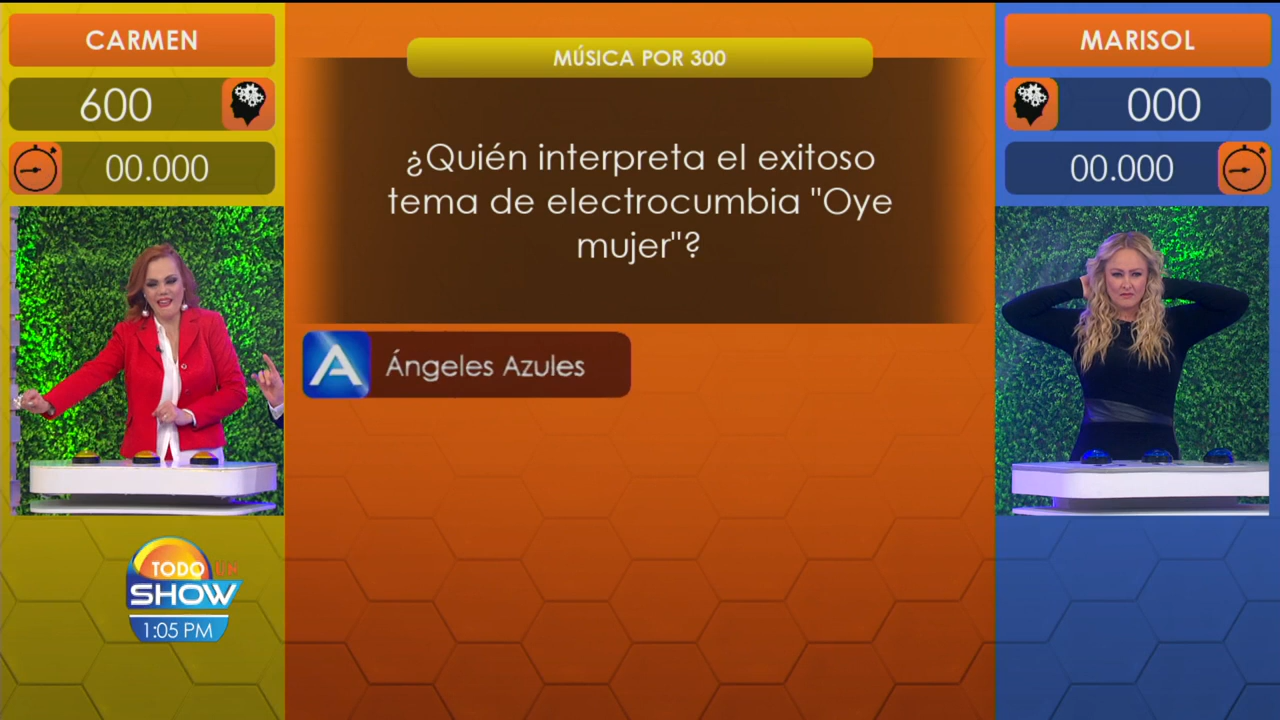 CARMEN
600
00.000
MÚSICA POR 300
¿Quién interpreta el exitoso
tema de electrocumbia "Oye
mujer"?
A Ángeles Azules
MARISOL
000
00.000
TODO UN
SHOW
1:05 PM